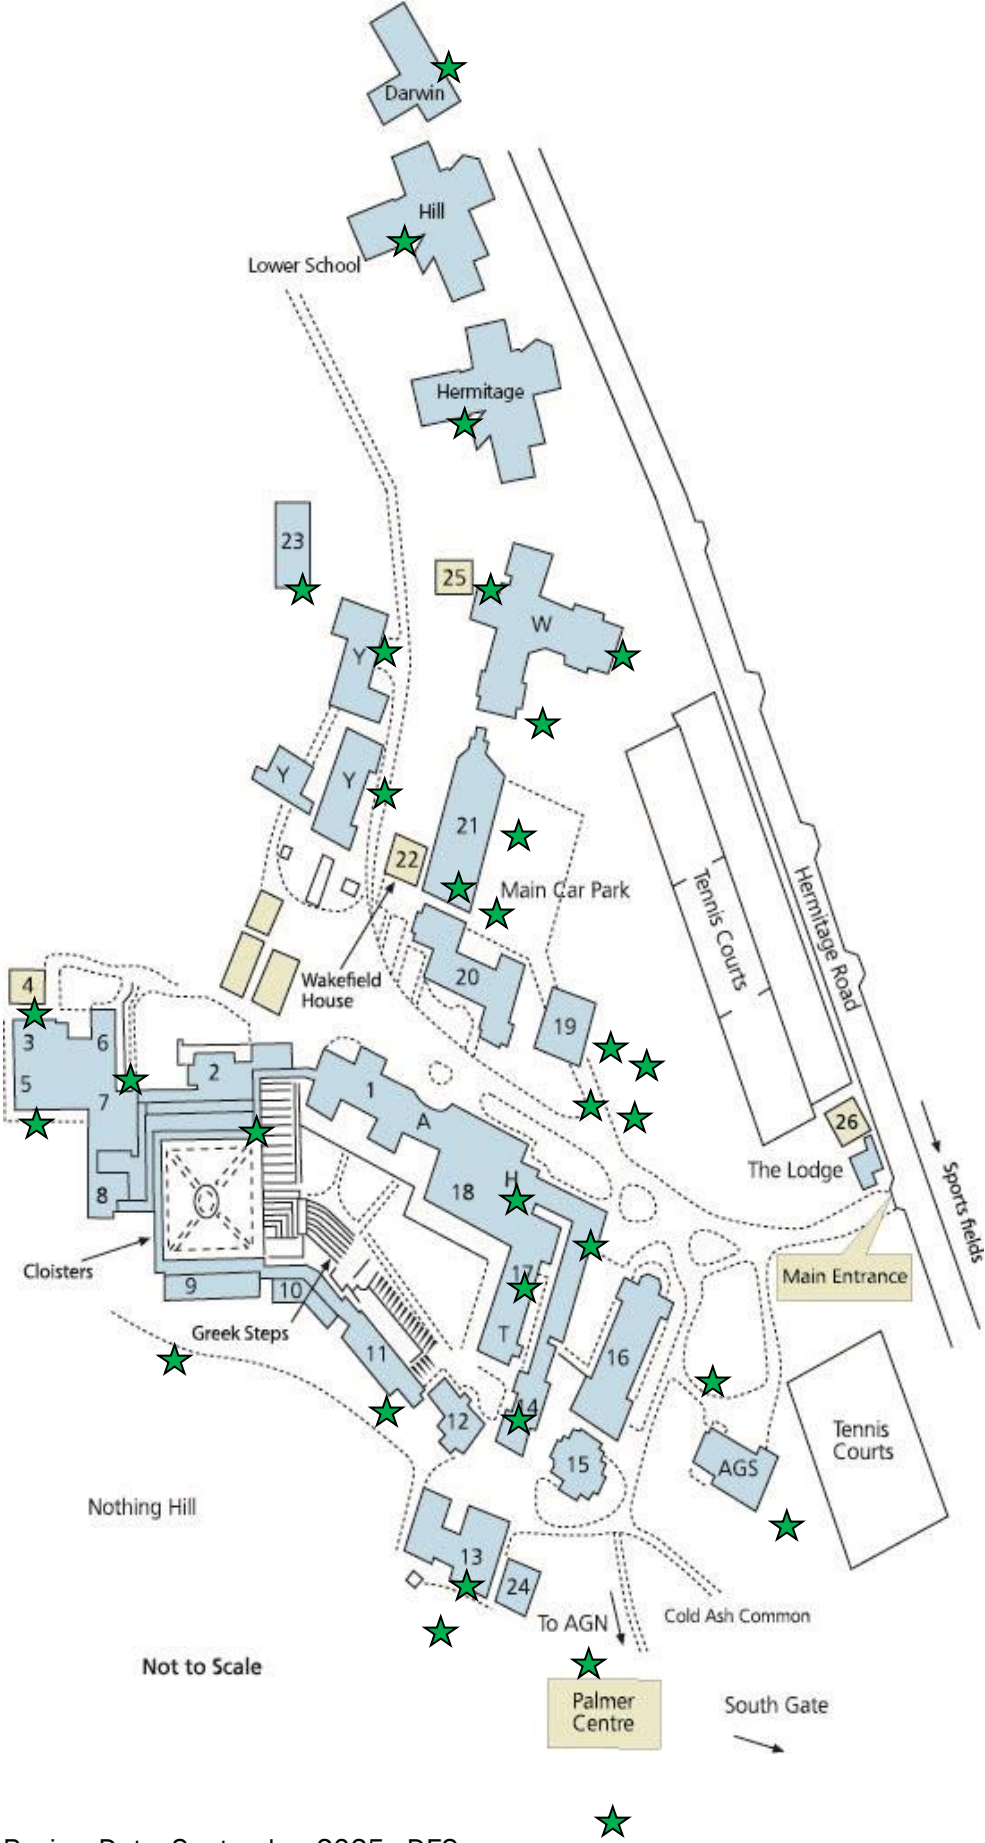 Darwin
Hill
Lower School
Hermitage
23
25
W
Y
Y
Y
21
22
Main Car Park
Tennis
Courts
Hermitage Road
Wakefield
House
20
19
4
3
6
5
7
2
1
A
8
18
H
26
The Lodge
Sports fields
Cloisters
9
10
Greek Steps
17
T
Main Entrance
11
16
12
14
15
AGS
Tennis
Courts
Nothing Hill
13
24
To AGN
Cold Ash Common
Not to Scale
Palmer
Centre
South Gate